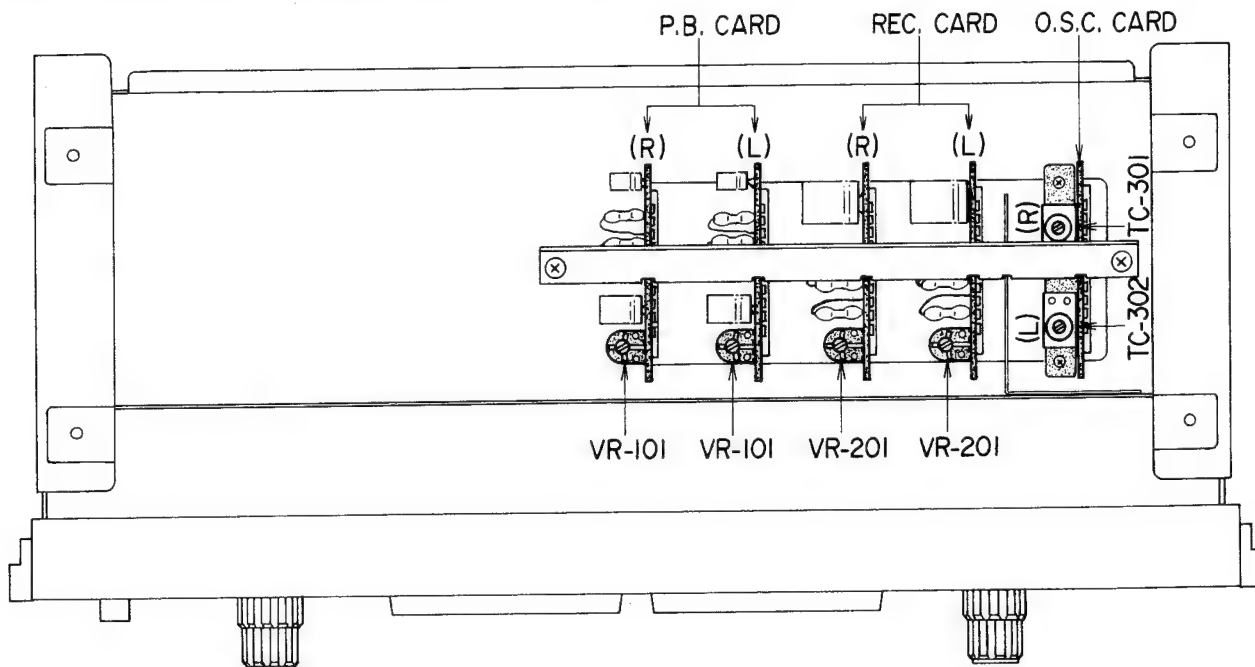 P.B. CARD REC. CARD O.S.C. CARD
(R) (L) (R) (L)
(R) TC-301
(L) TC-302
VR-101 VR-101 VR-201 VR-201